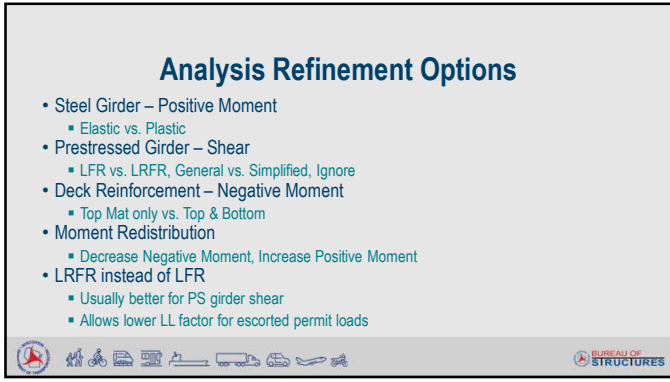 Analysis Refinement Options
• Steel Girder – Positive Moment
▪ Elastic vs. Plastic
• Prestressed Girder – Shear
▪ LFR vs. LRFR, General vs. Simplified, Ignore
• Deck Reinforcement – Negative Moment
▪ Top Mat only vs. Top & Bottom
• Moment Redistribution
▪ Decrease Negative Moment, Increase Positive Moment
• LRFR instead of LFR
▪ Usually better for PS girder shear
▪ Allows lower LL factor for escorted permit loads
BUREAU OF
STRUCTURES